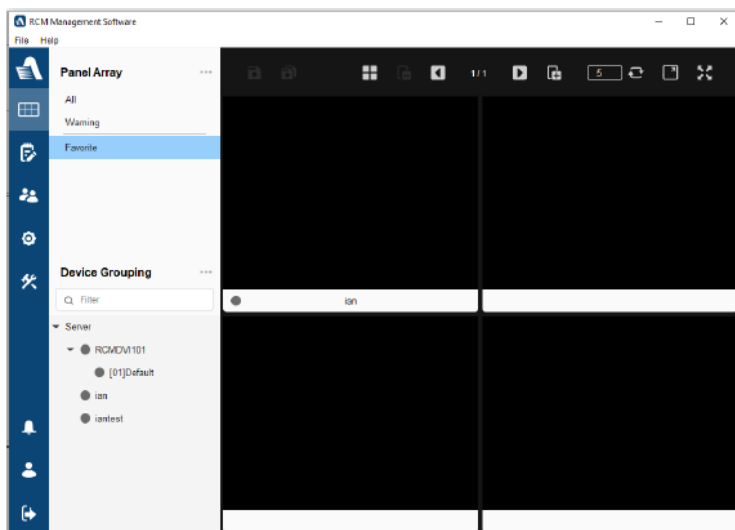 RCM Management Software
File Help
Panel Array
All
Warning
Favorite
1/1
5
Device Grouping
Filter
Server
RCMDVI101
[01]Default
ian
iantest
ian